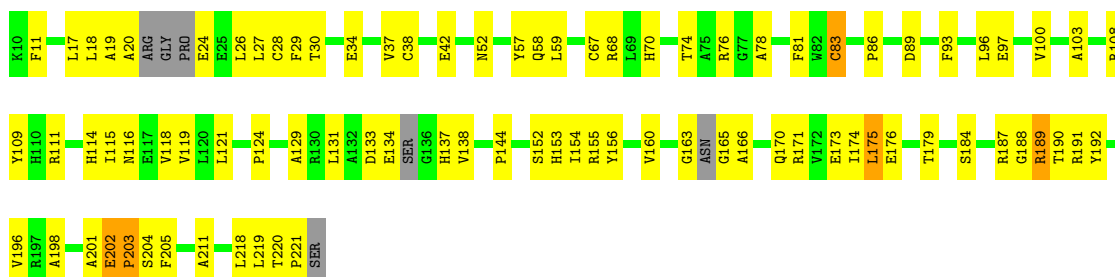 K10 F11 L17 L18 A19 A20 ARG GLY PRO E24 E25 L26 L27 C28 F29 T30 E34 V37 C38 E42 N52 Y57 Q58 L59 C67 R68 L69 H70 T74 A75 R76 G77 A78 F81 W82 C83 P86 D89 F93 L96 E97 V100 A103 R108
Y109 H110 R111 H114 I115 N116 E117 V118 V119 L120 L121 P124 A129 R130 L131 A132 D133 E134 SER G136 H137 V138 P144 S152 H153 I154 R155 Y156 V160 G163 ASN G165 A166 Q170 R171 V172 E173 I174 L175 E176 T179 S184 R187 G188 R189 T190 R191 Y192
V196 R197 A198 A201 E202 P203 S204 F205 A211 L218 L219 T220 P221 SER